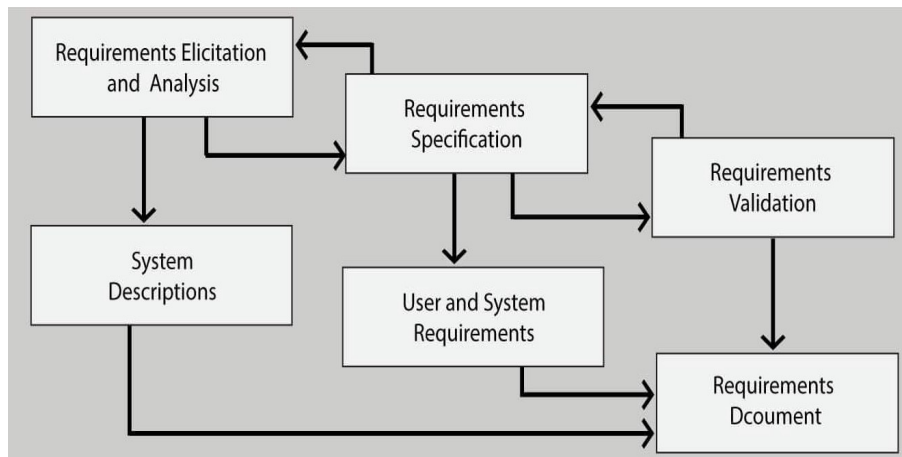 Requirements Elicitation
and Analysis
Requirements
Specification
Requirements
Validation
System
Descriptions
User and System
Requirements
Requirements
Dcoument